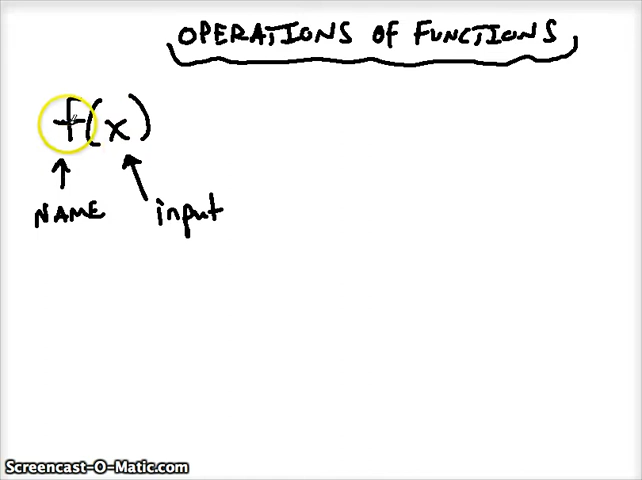 OPERATIONS OF FUNCTIONS
f(x)
NAME input
Screencast-O-Matic.com